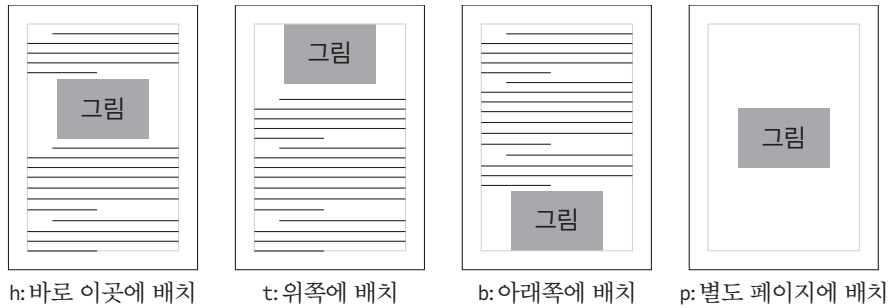 그림
그림
그림
그림
h: 바로 이곳에 배치
t: 위쪽에 배치
b: 아래쪽에 배치
p: 별도 페이지에 배치